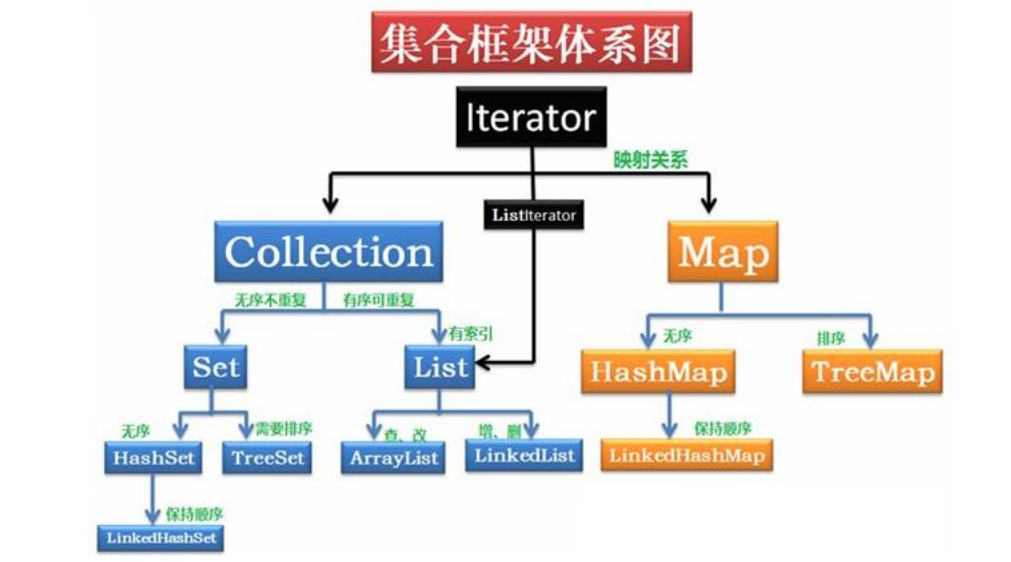 集合框架体系图
Iterator
映射关系
ListIterator
Collection
Map
无序不重复
有序可重复
有索引
无序
排序
Set
List
HashMap
TreeMap
无序
需要排序
查、改
增、删
保持顺序
HashSet
TreeSet
ArrayList
LinkedList
LinkedHashMap
保持顺序
LinkedHashSet